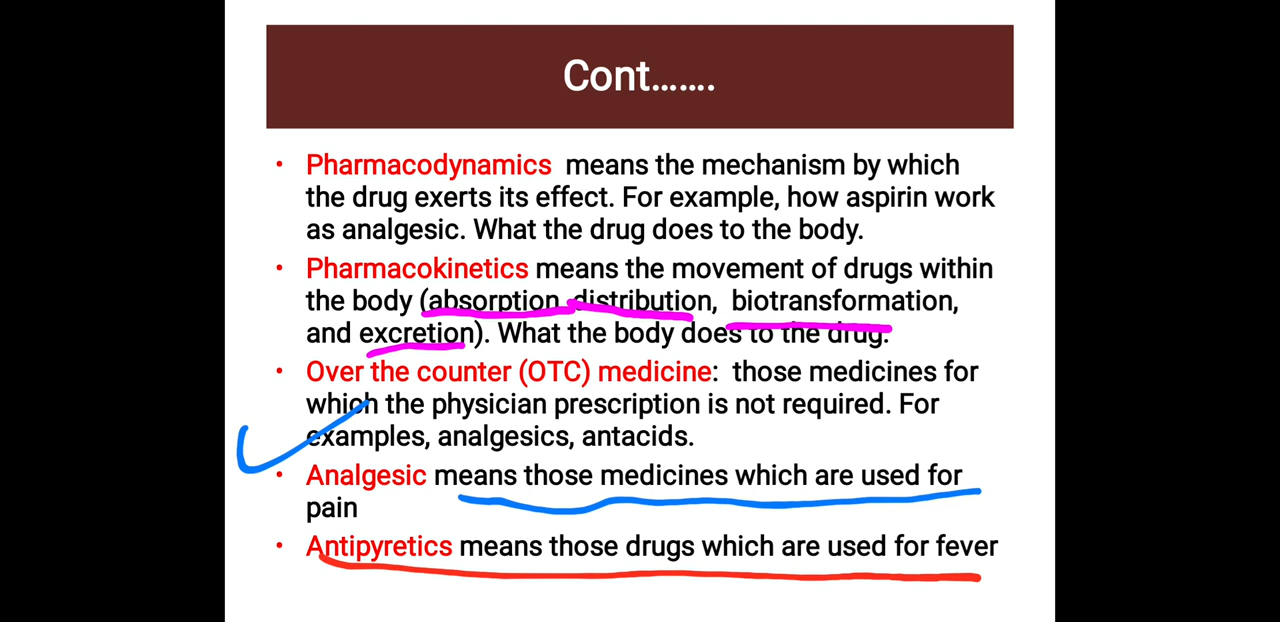 Cont.......
• Pharmacodynamics means the mechanism by which
the drug exerts its effect. For example, how aspirin work
as analgesic. What the drug does to the body.
• Pharmacokinetics means the movement of drugs within
the body (absorption, distribution, biotransformation,
and excretion). What the body does to the drug.
• Over the counter (OTC) medicine: those medicines for
which the physician prescription is not required. For
examples, analgesics, antacids.
• Analgesic means those medicines which are used for
pain
• Antipyretics means those drugs which are used for fever